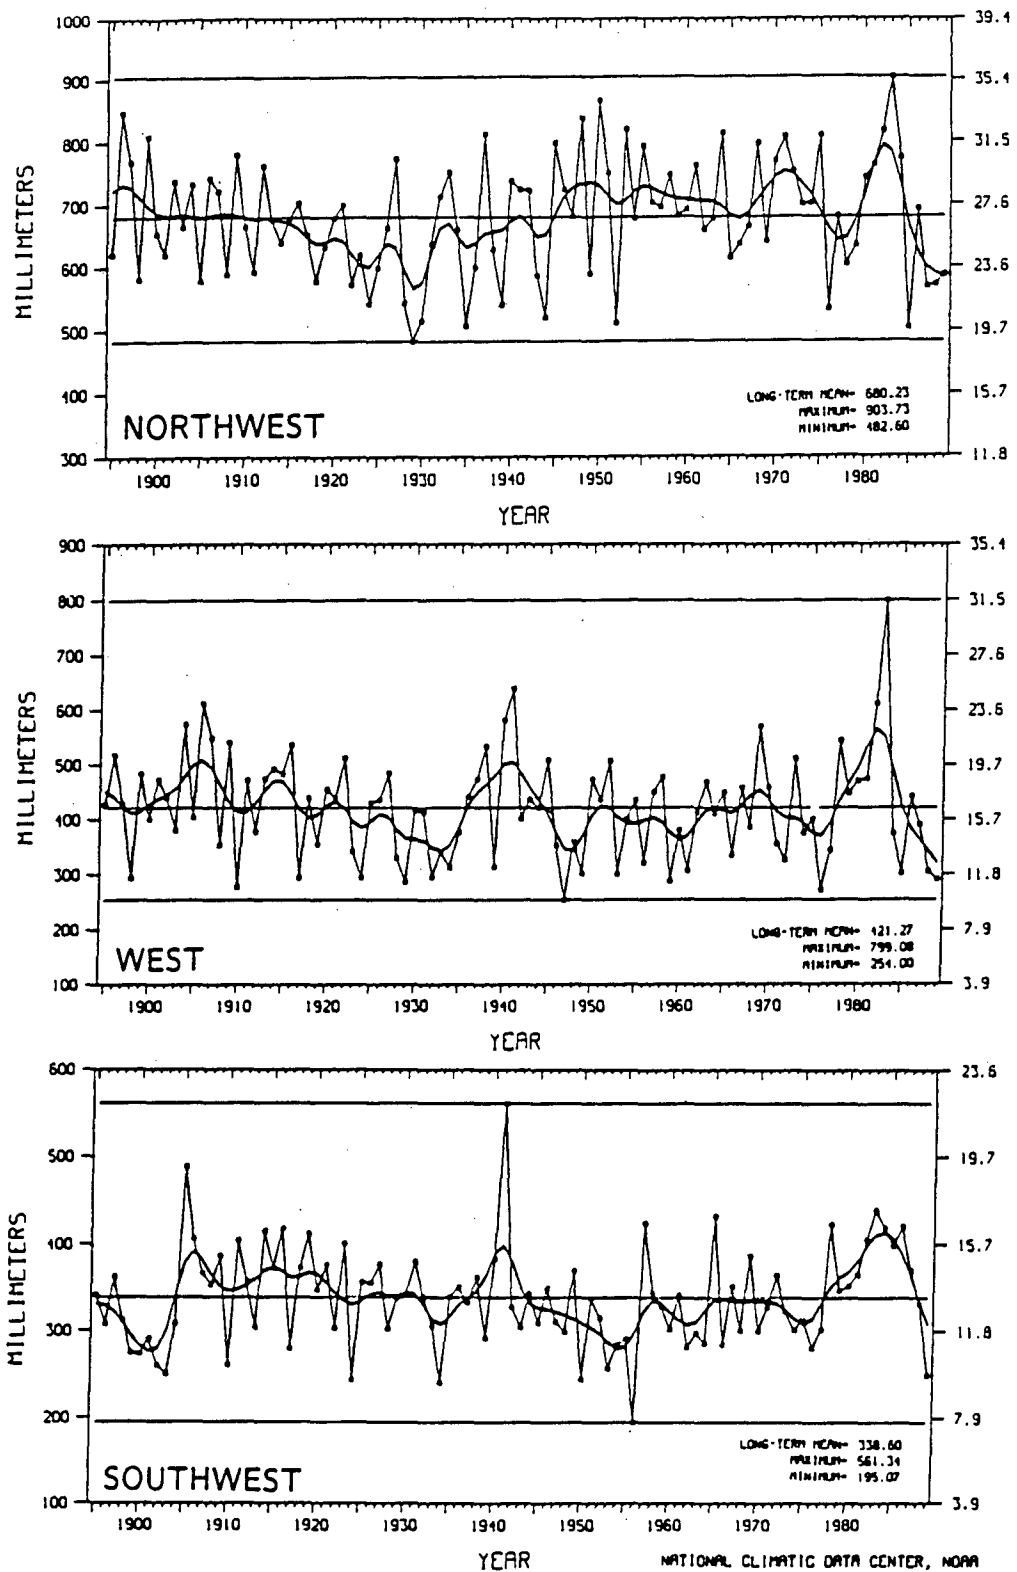 1000
900
800
700
600
500
400
300
MILLIMETERS
39.4
35.4
31.5
27.6
23.6
19.7
15.7
11.8
LONG-TERM MEAN= 680.23
MAXIMUM= 903.73
MINIMUM= 482.60
NORTHWEST
1900 1910 1920 1930 1940 1950 1960 1970 1980
YEAR
900
800
700
600
500
400
300
200
100
MILLIMETERS
35.4
31.5
27.6
23.6
19.7
15.7
11.8
7.9
3.9
LONG-TERM MEAN= 421.27
MAXIMUM= 799.08
MINIMUM= 254.00
WEST
1900 1910 1920 1930 1940 1950 1960 1970 1980
YEAR
600
500
400
300
200
100
MILLIMETERS
23.6
19.7
15.7
11.8
7.9
3.9
LONG-TERM MEAN= 338.60
MAXIMUM= 561.34
MINIMUM= 195.07
SOUTHWEST
1900 1910 1920 1930 1940 1950 1960 1970 1980
YEAR
NATIONAL CLIMATIC DATA CENTER, NOAA